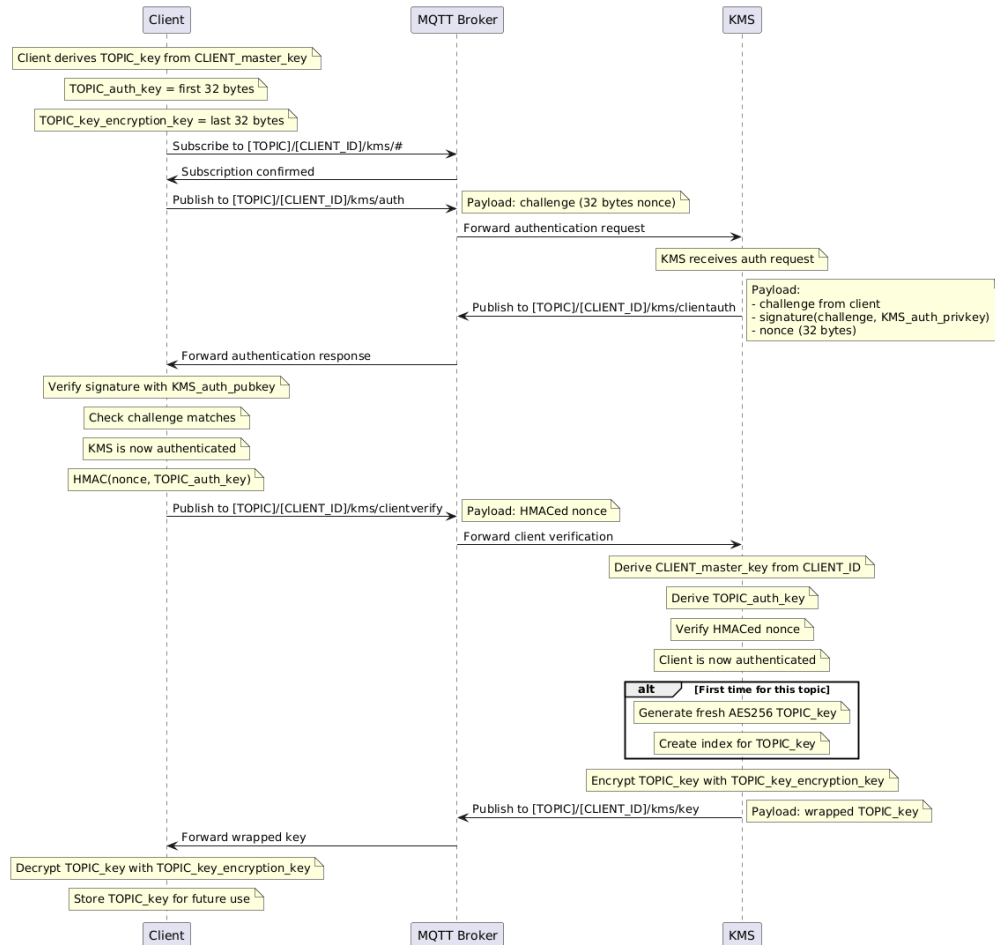 Client
MQTT Broker
KMS
Client derives TOPIC_key from CLIENT_master_key
TOPIC_auth_key = first 32 bytes
TOPIC_key_encryption_key = last 32 bytes
Subscribe to [TOPIC]/[CLIENT_ID]/kms/#
Subscription confirmed
Publish to [TOPIC]/[CLIENT_ID]/kms/auth
Payload: challenge (32 bytes nonce)
Forward authentication request
KMS receives auth request
Publish to [TOPIC]/[CLIENT_ID]/kms/clientauth
Payload:
- challenge from client
- signature(challenge, KMS_auth_privkey)
- nonce (32 bytes)
Forward authentication response
Verify signature with KMS_auth_pubkey
Check challenge matches
KMS is now authenticated
HMAC(nonce, TOPIC_auth_key)
Publish to [TOPIC]/[CLIENT_ID]/kms/clientverify
Payload: HMACed nonce
Forward client verification
Derive CLIENT_master_key from CLIENT_ID
Derive TOPIC_auth_key
Verify HMACed nonce
Client is now authenticated
alt [First time for this topic]
Generate fresh AES256 TOPIC_key
Create index for TOPIC_key
Encrypt TOPIC_key with TOPIC_key_encryption_key
Publish to [TOPIC]/[CLIENT_ID]/kms/key
Payload: wrapped TOPIC_key
Forward wrapped key
Decrypt TOPIC_key with TOPIC_key_encryption_key
Store TOPIC_key for future use
Client
MQTT Broker
KMS